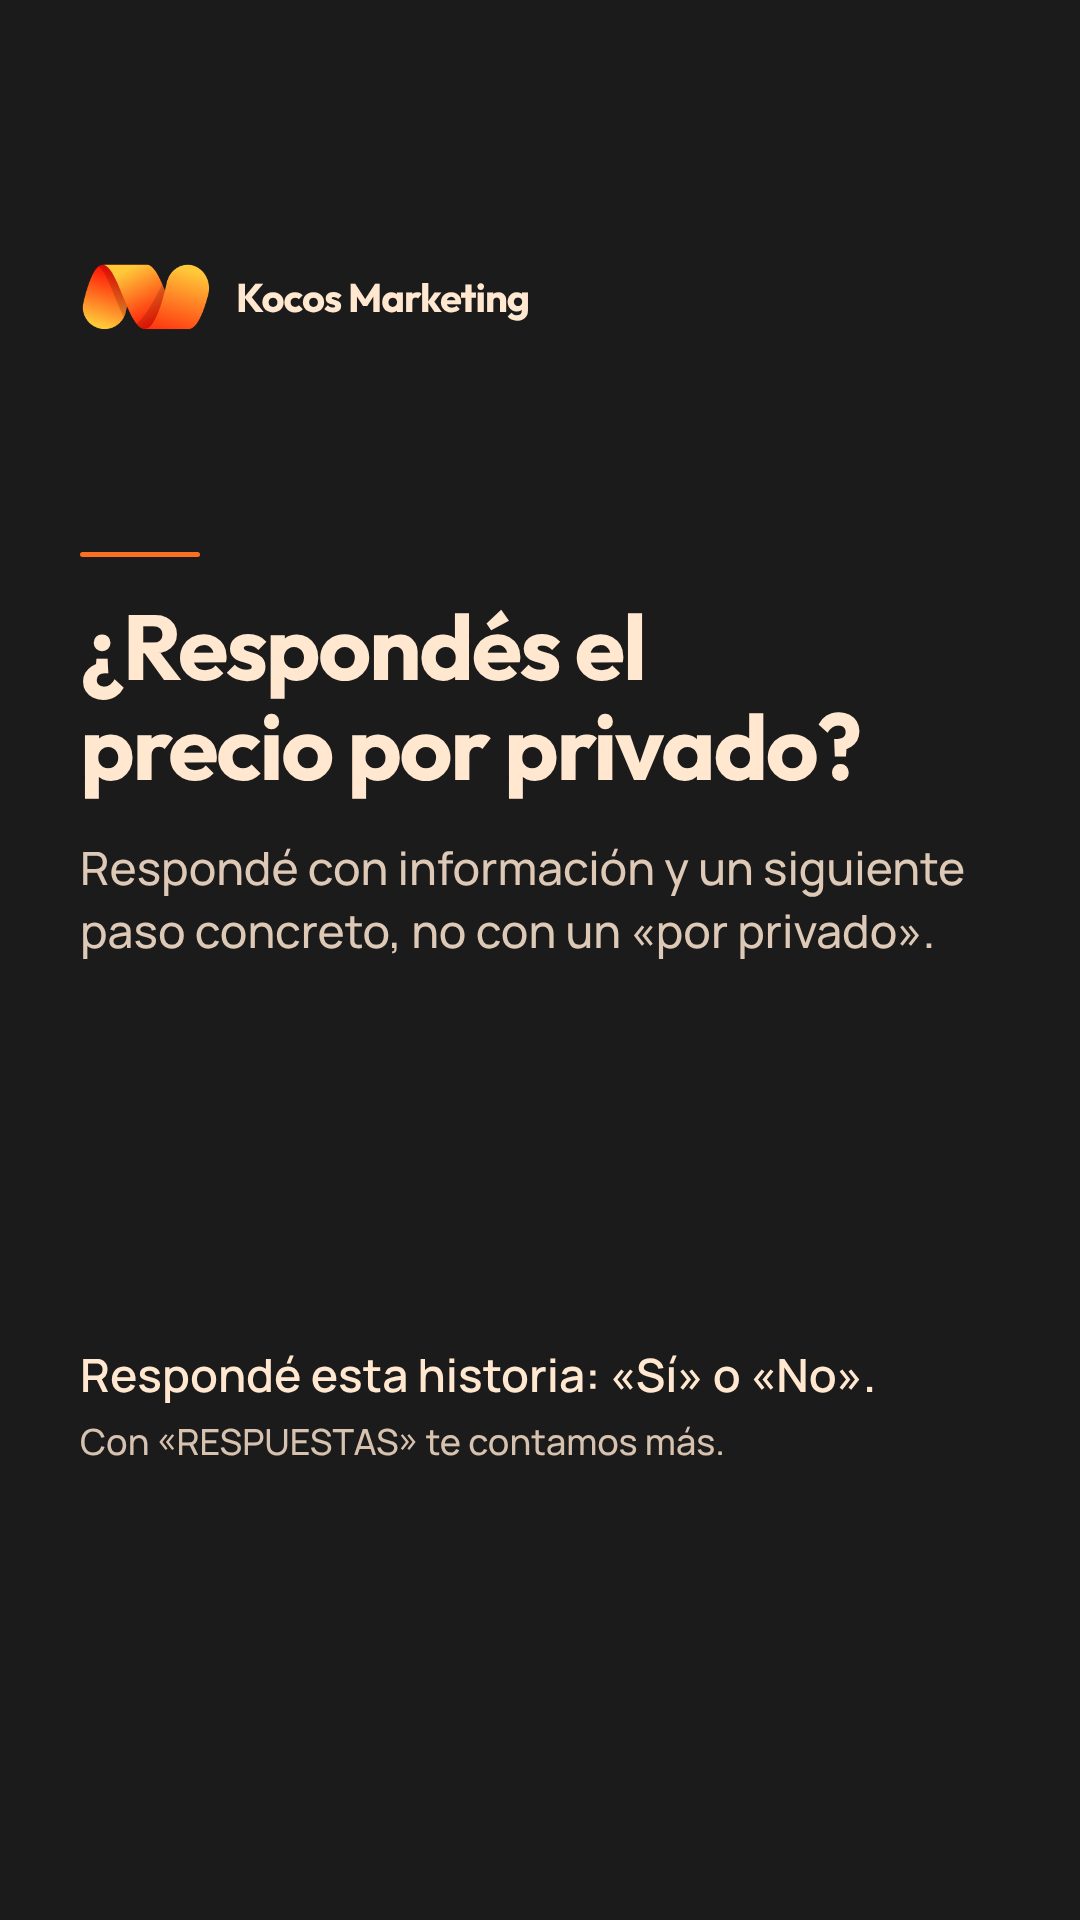 Kocos Marketing
¿Respondés el
precio por privado?
Respondé con información y un siguiente
paso concreto, no con un «por privado».
Respondé esta historia: «Sí» o «No».
Con «RESPUESTAS» te contamos más.